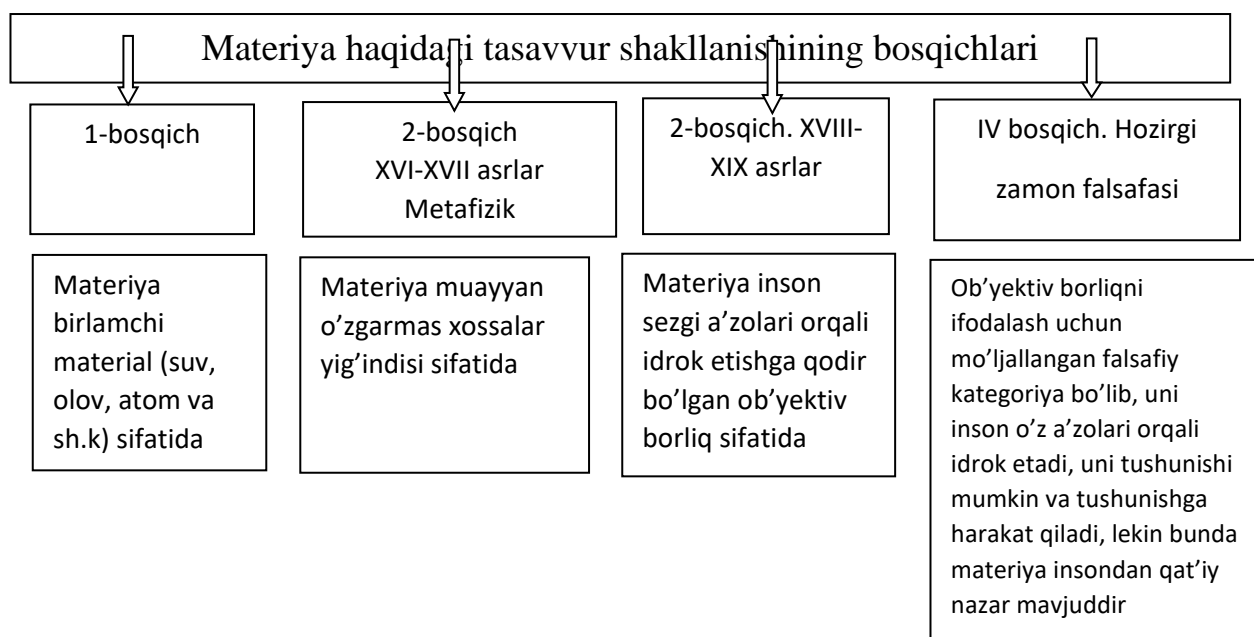 Materiya haqidagi tasavvur shakllanishining bosqichlari
1-bosqich
2-bosqich
XVI-XVII asrlar
Metafizik
2-bosqich. XVIII-
XIX asrlar
IV bosqich. Hozirgi
zamon falsafasi
Materiya
birlamchi
material (suv,
olov, atom va
sh.k) sifatida
Materiya muayyan
o’zgarmas xossalar
yig’indisi sifatida
Materiya inson
sezgi a’zolari orqali
idrok etishga qodir
bo’lgan ob’yektiv
borliq sifatida
Ob’yektiv borliqni
ifodalash uchun
mo’ljallangan falsafiy
kategoriya bo’lib, uni
inson o’z a’zolari orqali
idrok etadi, uni tushunishi
mumkin va tushunishga
harakat qiladi, lekin bunda
materiya insondan qat’iy
nazar mavjuddir